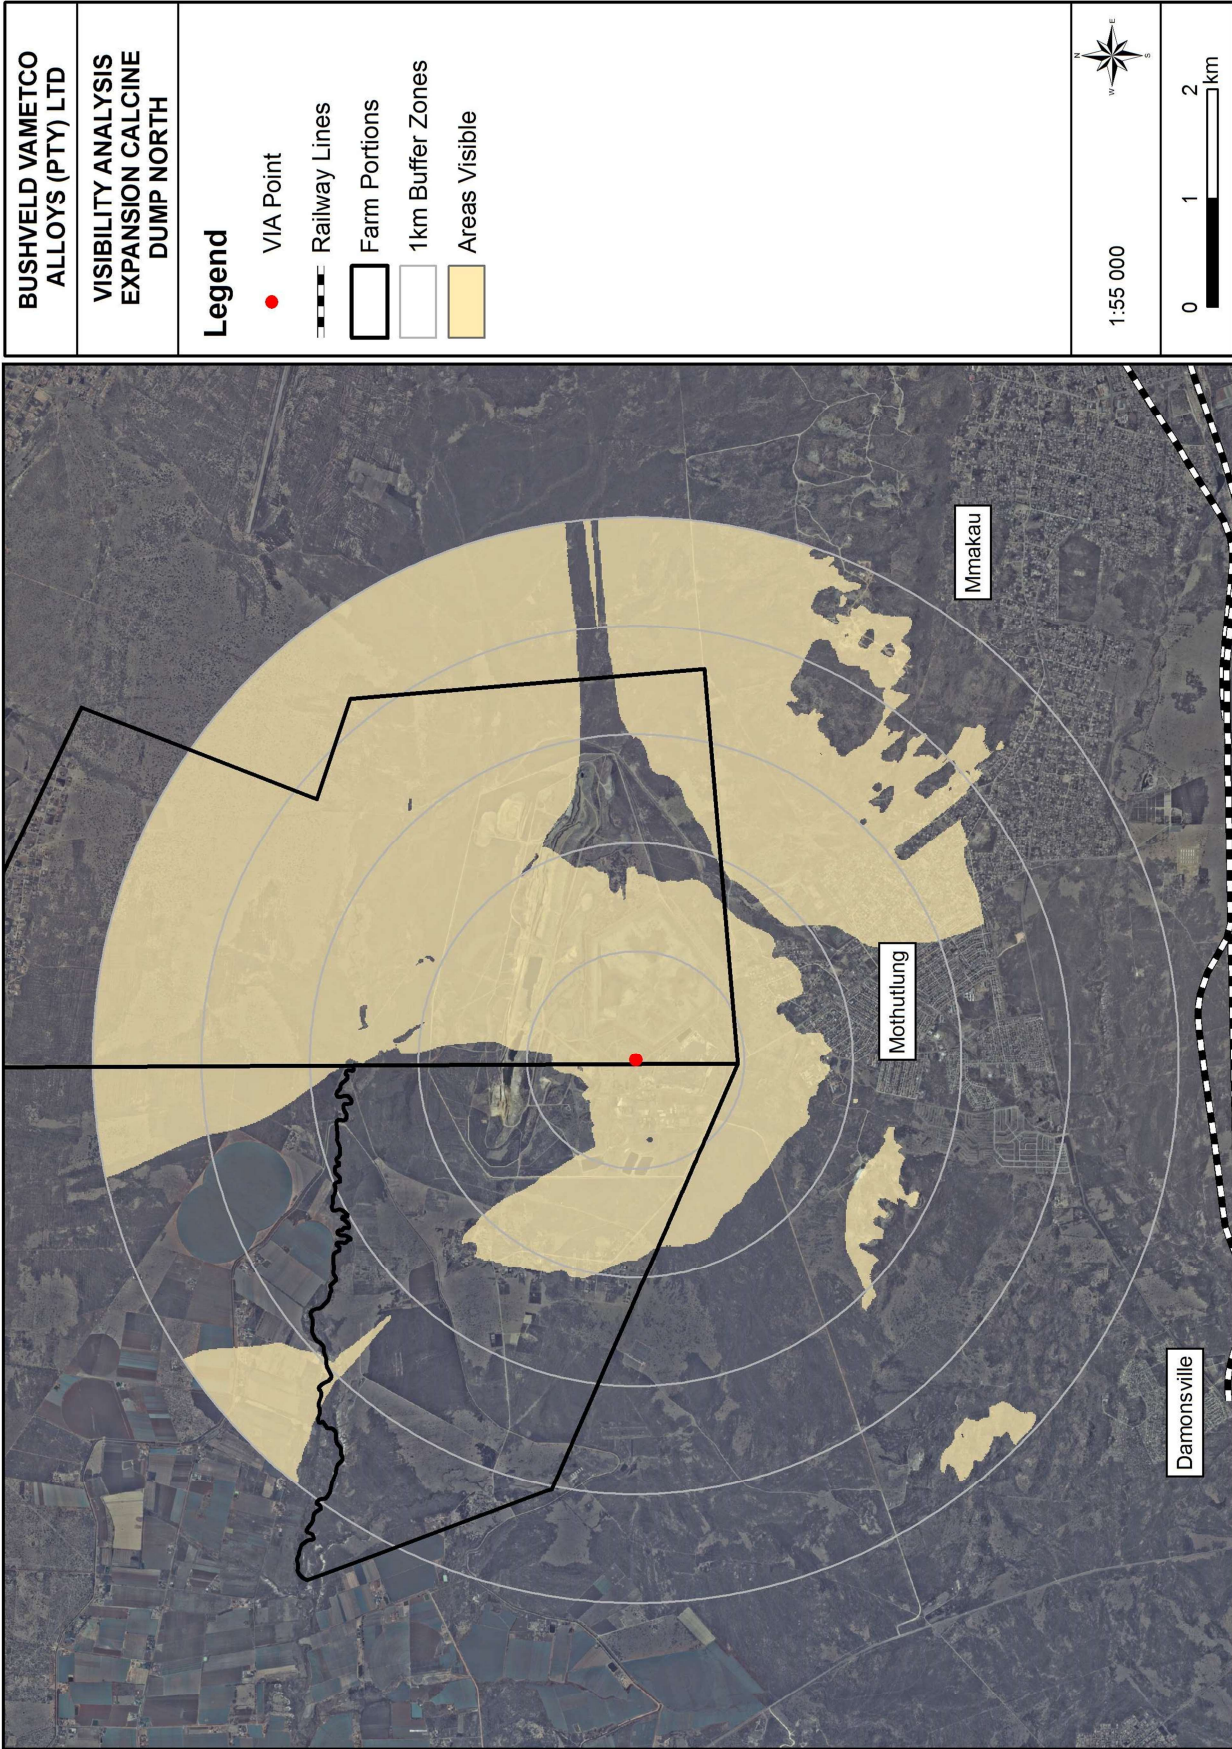 BUSHVELD VAMETCO
ALLOYS (PTY) LTD
VISIBILITY ANALYSIS
EXPANSION CALCINE
DUMP NORTH
Legend
VIA Point
Railway Lines
Farm Portions
1km Buffer Zones
Areas Visible
N
E
S
W
1:55 000
0
1
2
km
Mmakau
Mothutlung
Damonsville